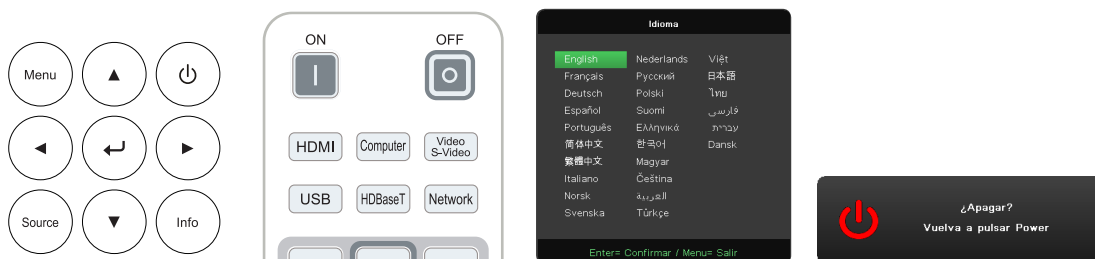 Menu
Source
Info
ON
OFF
HDMI
Computer
Video
S-Video
USB
HDBaseT
Network
Idioma
English
Nederlands
Việt
Français
Русский
日本語
Deutsch
Polski
ไทย
Español
Suomi
فارسی
Português
Ελληνικά
עברית
简体中文
한국어
Dansk
繁體中文
Magyar
Italiano
Čeština
Norsk
العربية
Svenska
Türkçe
Enter= Confirmar / Menu= Salir
¿Apagar?
Vuelva a pulsar Power